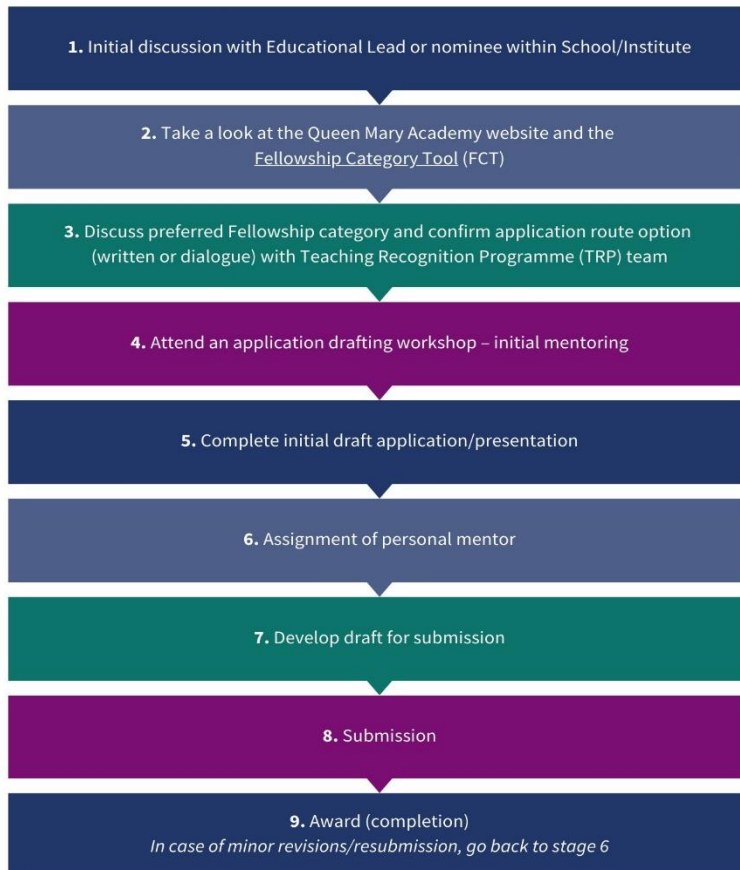 1. Initial discussion with Educational Lead or nominee within School/Institute
2. Take a look at the Queen Mary Academy website and the
Fellowship Category Tool (FCT)
3. Discuss preferred Fellowship category and confirm application route option
(written or dialogue) with Teaching Recognition Programme (TRP) team
4. Attend an application drafting workshop – initial mentoring
5. Complete initial draft application/presentation
6. Assignment of personal mentor
7. Develop draft for submission
8. Submission
9. Award (completion)
In case of minor revisions/resubmission, go back to stage 6